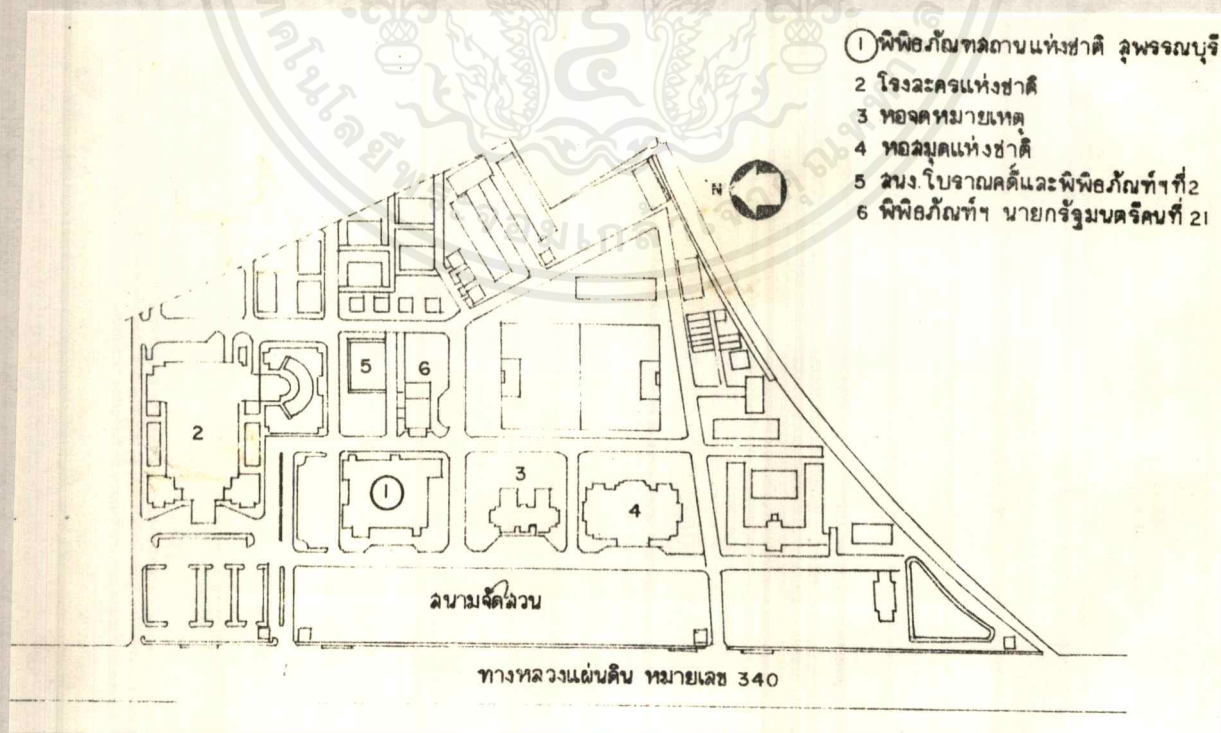 ① พิพิธภัณฑสถานแห่งชาติ สุพรรณบุรี
2 โรงละครแห่งชาติ
3 หอจดหมายเหตุ
4 หอสมุดแห่งชาติ
5 สนง.โบราณคดีและพิพิธภัณฑ์ฯที่2
6 พิพิธภัณฑ์ฯ นายกรัฐมนตรีคนที่ 21
N
5
6
2
①
3
4
สนามจัดสวน
ทางหลวงแผ่นดิน หมายเลข 340